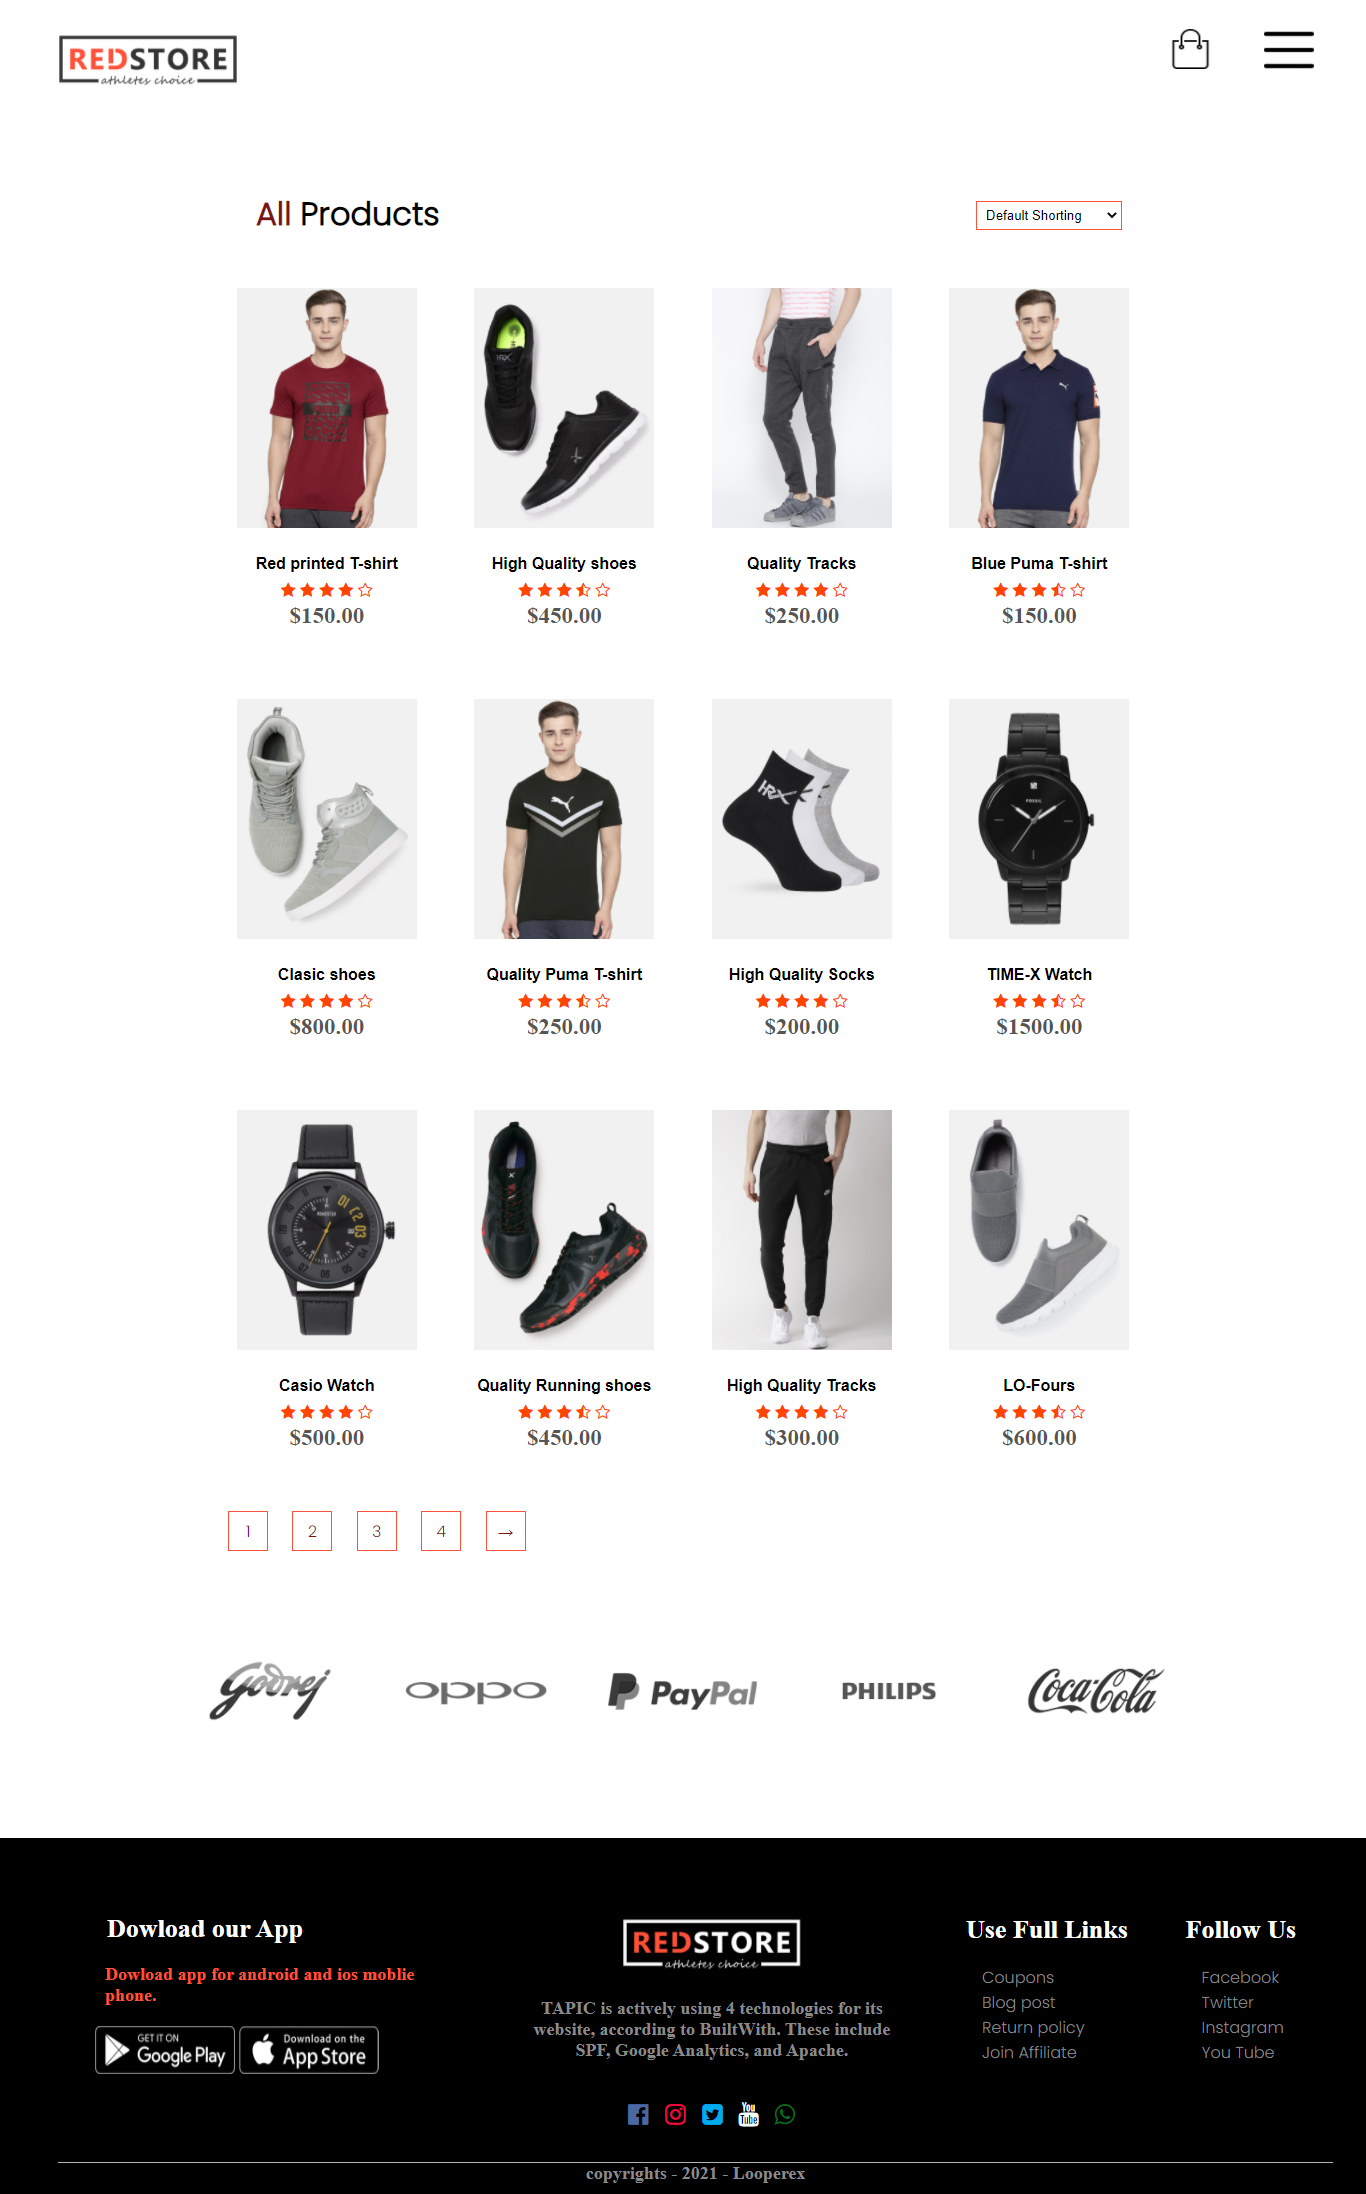 REDSTORE
athletes choice
All Products
Default Shorting
HRX
Red printed T-shirt
$150.00
High Quality shoes
$450.00
Quality Tracks
$250.00
Blue Puma T-shirt
$150.00
HRX
FOSSIL
Clasic shoes
$800.00
Quality Puma T-shirt
$250.00
High Quality Socks
$200.00
TIME-X Watch
$1500.00
Casio Watch
$500.00
Quality Running shoes
$450.00
High Quality Tracks
$300.00
LO-Fours
$600.00
1 2 3 4 →
Godrej oppo PayPal PHILIPS Coca-Cola
Dowload our App
Dowload app for android and ios moblie
phone.
GET IT ON
Google Play
Download on the
App Store
REDSTORE
athletes choice
TAPIC is actively using 4 technologies for its
website, according to BuiltWith. These include
SPF, Google Analytics, and Apache.
You
Tube
Use Full Links
Coupons
Blog post
Return policy
Join Affiliate
Follow Us
Facebook
Twitter
Instagram
You Tube
copyrights - 2021 - Looperex